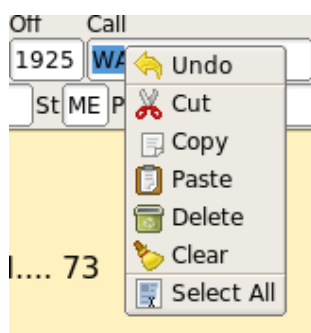 Off Call
1925 WA Undo
St ME P Cut
Copy
Paste
Delete
.... 73 Clear
Select All